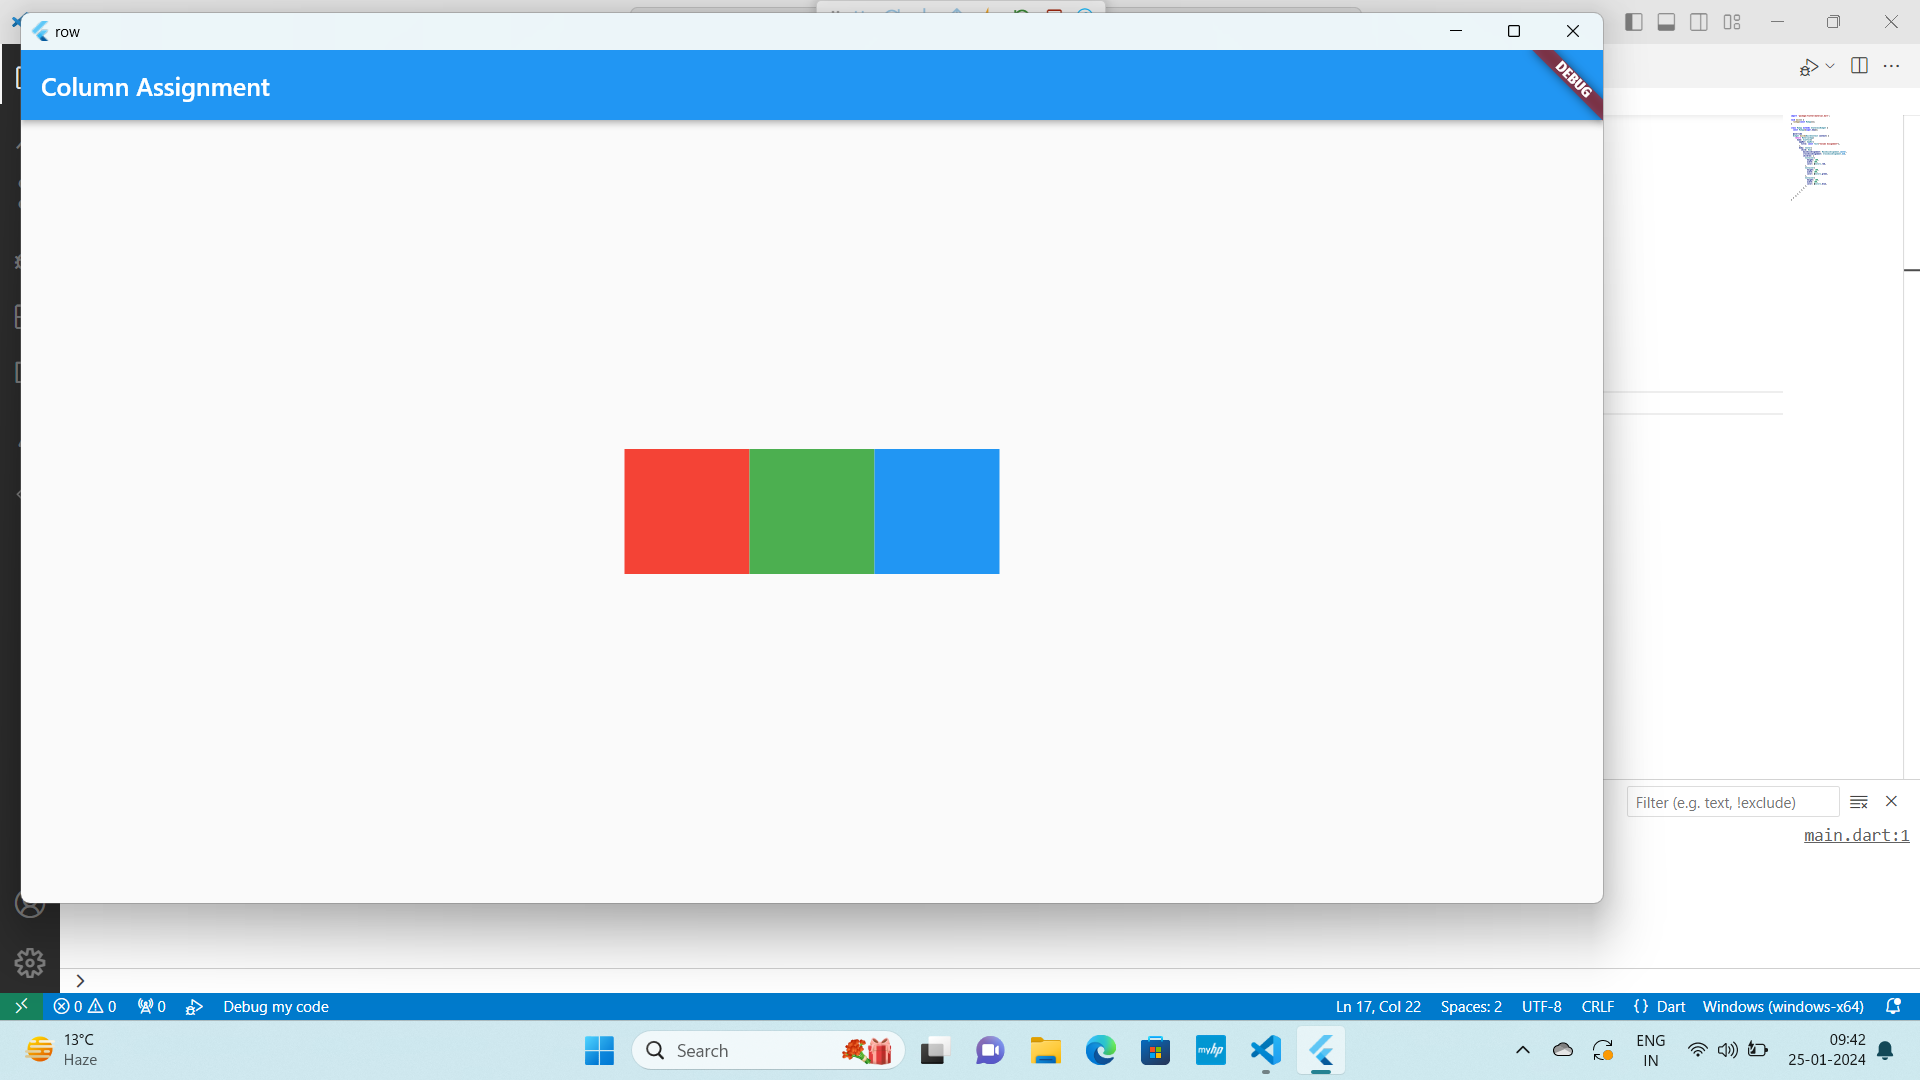 row
Column Assignment
DEBUG
Filter (e.g. text, !exclude)
main.dart:1
0 0 0 Debug my code
Ln 17, Col 22 Spaces: 2 UTF-8 CRLF {} Dart Windows (windows-x64)
13°C
Haze
Search
myhp
ENG
IN
09:42
25-01-2024